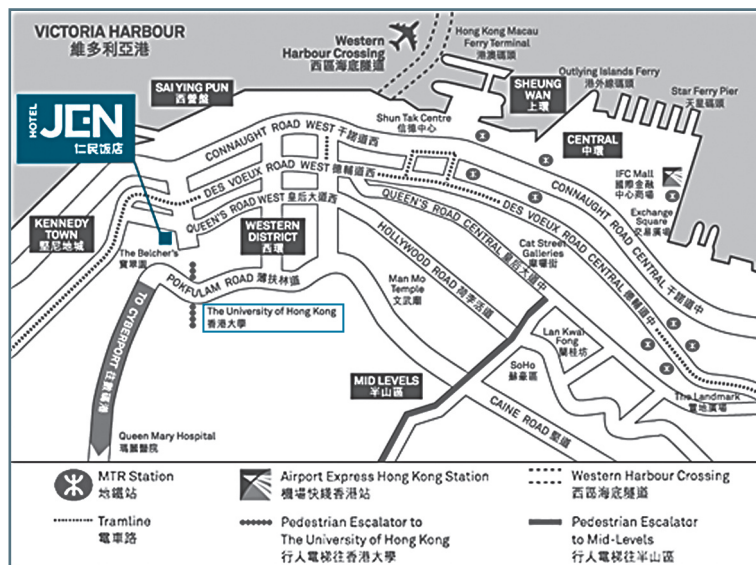 VICTORIA HARBOUR
維多利亞港
Western
Harbour Crossing
西區海底隧道
Hong Kong Macau
Ferry Terminal
港澳碼頭
Outlying Islands Ferry
港外線碼頭
Star Ferry Pier
天星碼頭
SAI YING PUN
西營盤
SHEUNG
WAN
上環
Shun Tak Centre
信德中心
CENTRAL
中環
HOTEL
JEN
仁民饭店
IFC Mall
國際金融
中心商場
Exchange
Square
交易廣場
CONNAUGHT ROAD WEST 干諾道西
DES VOEUX ROAD WEST 德輔道西
QUEEN'S ROAD WEST 皇后大道西
CONNAUGHT ROAD CENTRAL 干諾道中
DES VOEUX ROAD CENTRAL 德輔道中
QUEEN'S ROAD CENTRAL 皇后大道中
HOLLYWOOD ROAD 荷李活道
KENNEDY
TOWN
堅尼地城
WESTERN
DISTRICT
西環
The Belcher's
寶翠園
Cat Street
Galleries
摩囉街
POKFULAM ROAD 薄扶林道
Man Mo
Temple
文武廟
The University of Hong Kong
香港大學
TO CYBERPORT 往數碼港
Lan Kwai
Fong
蘭桂坊
SoHo
蘇豪區
MID LEVELS
半山區
The Landmark
置地廣場
CAINE ROAD 堅道
Queen Mary Hospital
瑪麗醫院
MTR Station
地鐵站
Airport Express Hong Kong Station
機場快綫香港站
Western Harbour Crossing
西區海底隧道
Tramline
電車路
Pedestrian Escalator to
The University of Hong Kong
行人電梯往香港大學
Pedestrian Escalator
to Mid-Levels
行人電梯往半山區